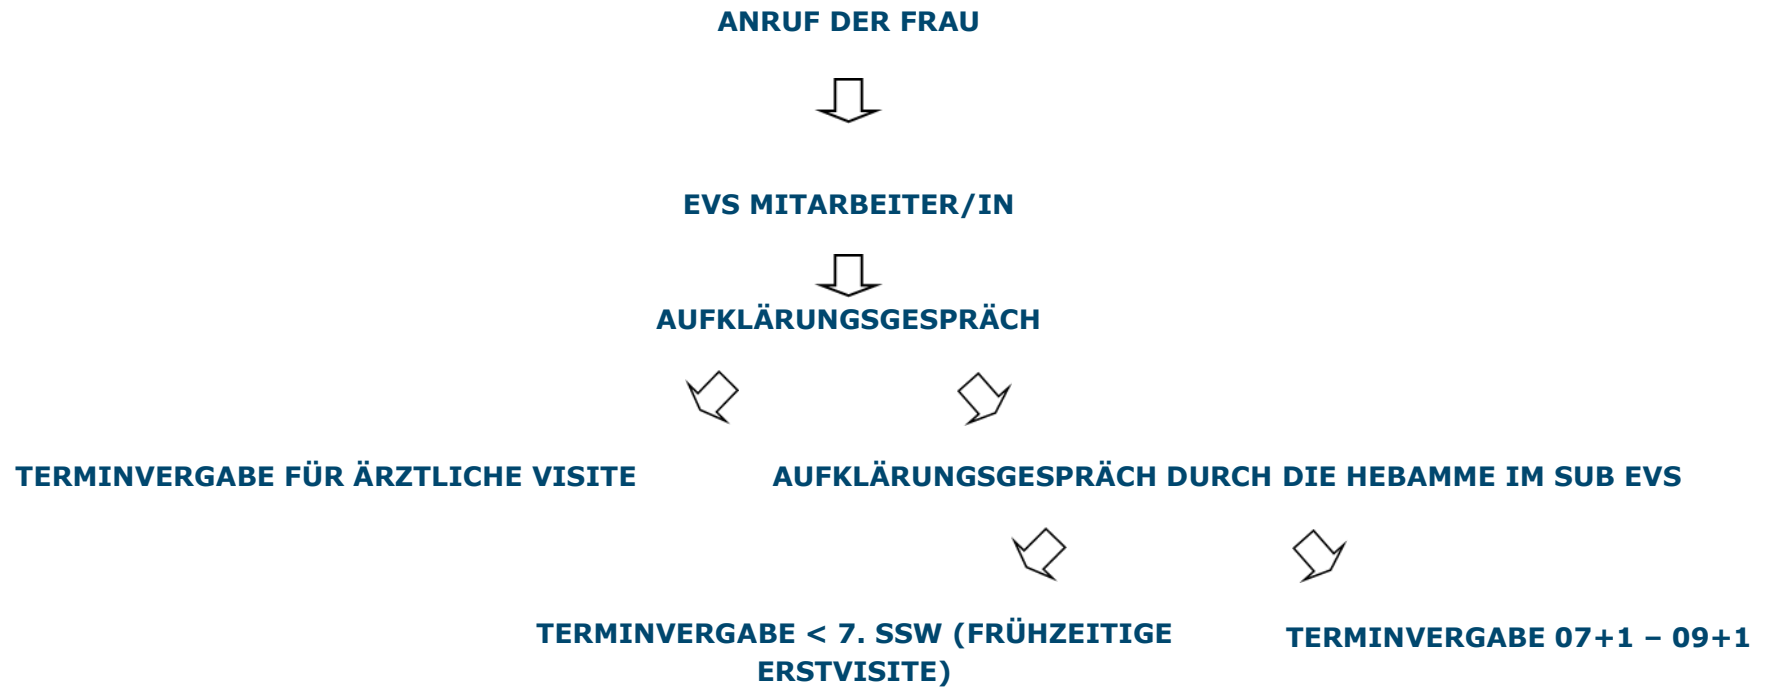 ANRUF DER FRAU
EVS MITARBEITER/IN
AUFKLÄRUNGSGESPRÄCH
TERMINVERGABE FÜR ÄRZTLICHE VISITE
AUFKLÄRUNGSGESPRÄCH DURCH DIE HEBAMME IM SUB EVS
TERMINVERGABE < 7. SSW (FRÜHZEITIGE
ERSTVISITE)
TERMINVERGABE 07+1 – 09+1